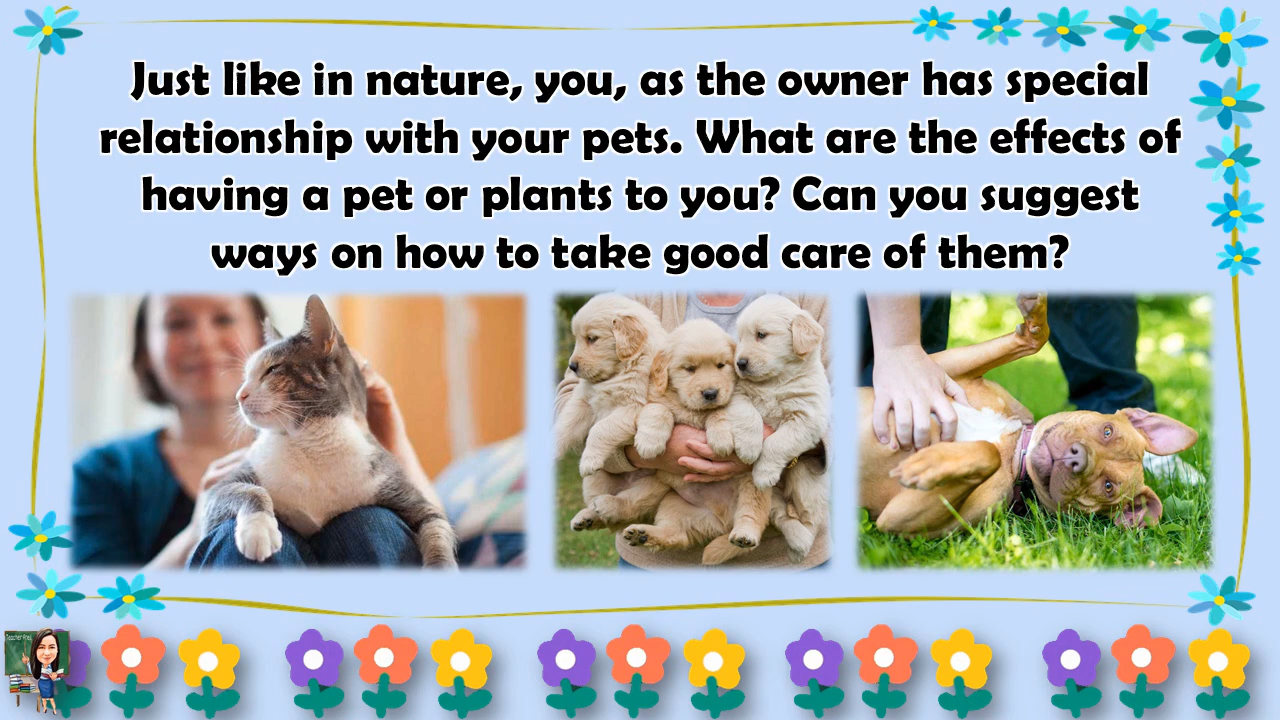 Just like in nature, you, as the owner has special
relationship with your pets. What are the effects of
having a pet or plants to you? Can you suggest
ways on how to take good care of them?